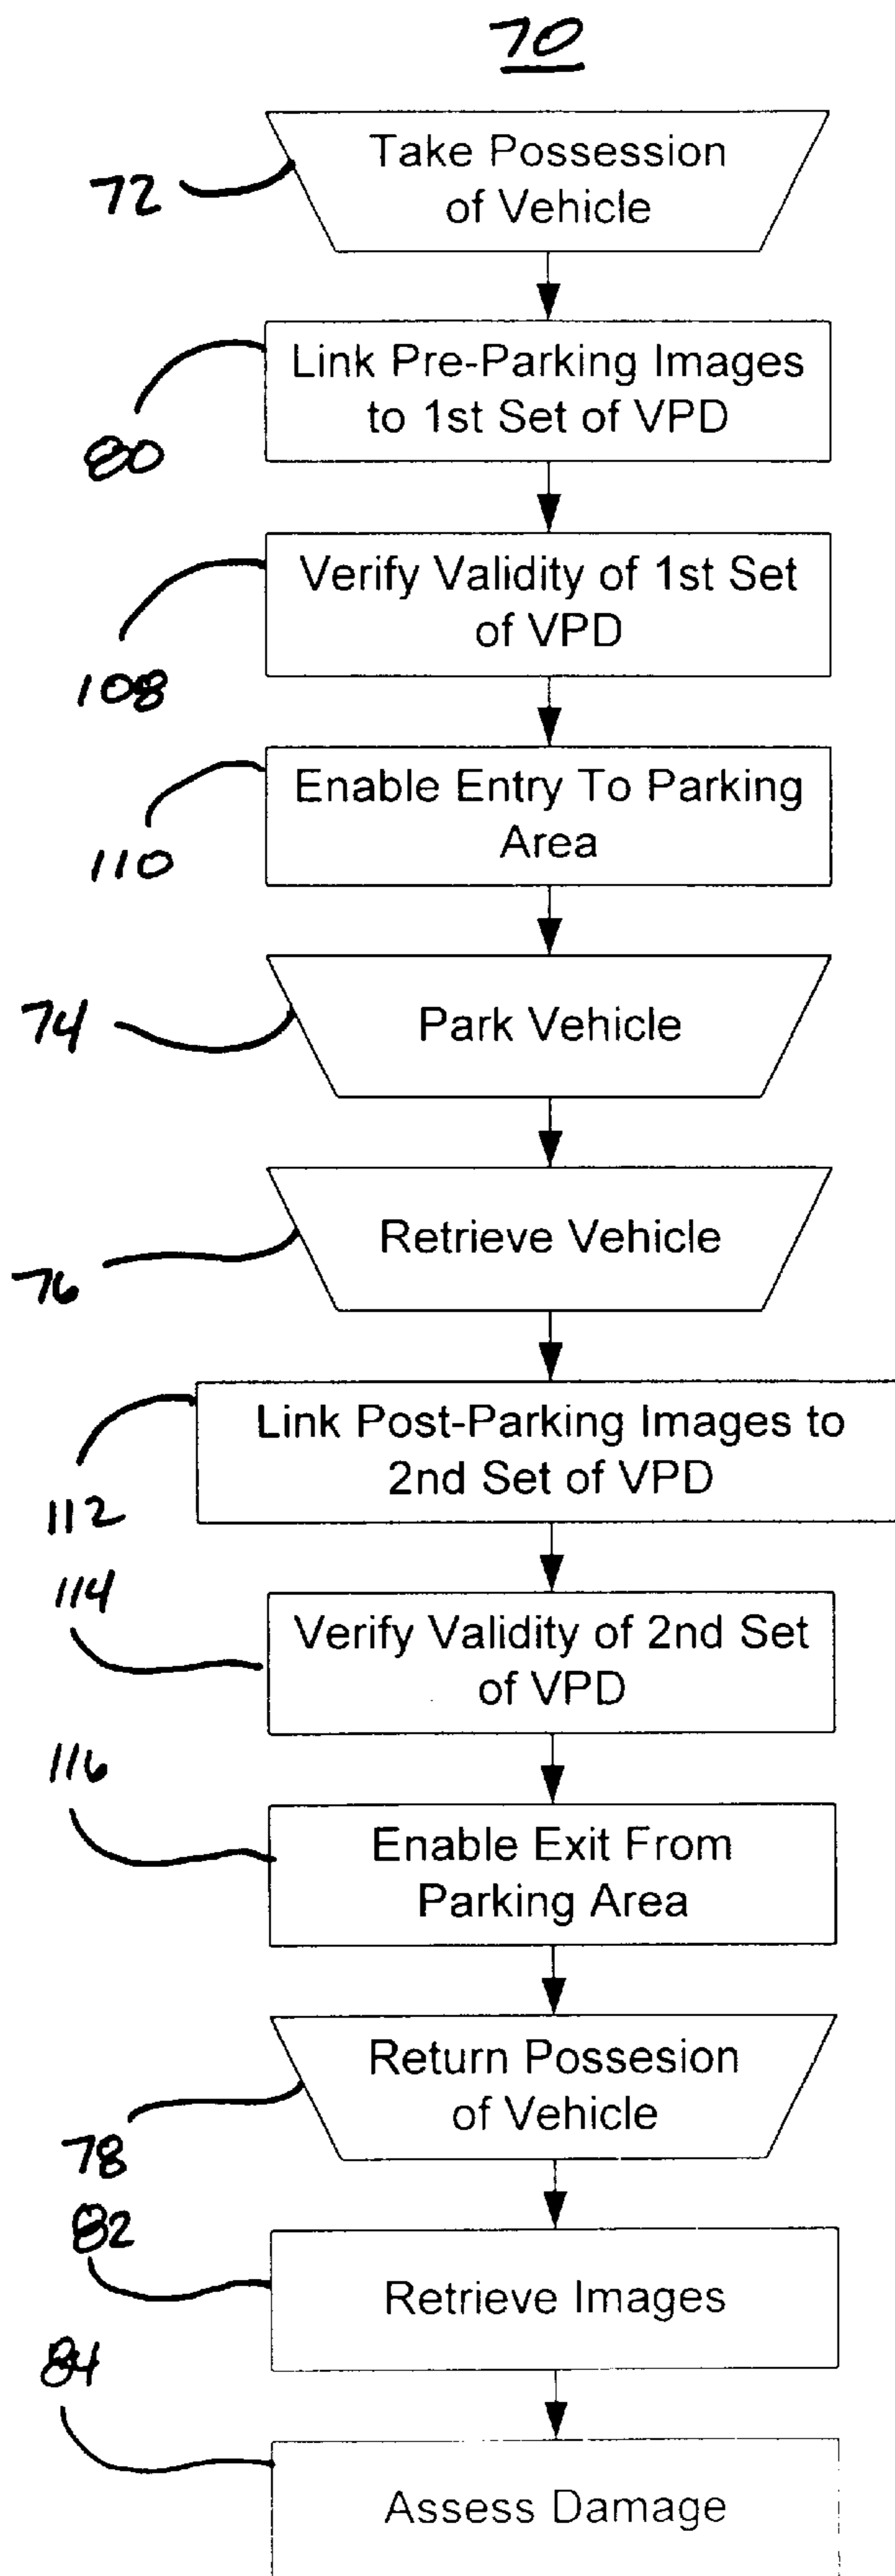 70
72
Take Possession
of Vehicle
80
Link Pre-Parking Images
to 1st Set of VPD
108
Verify Validity of 1st Set
of VPD
110
Enable Entry To Parking
Area
74
Park Vehicle
76
Retrieve Vehicle
112
Link Post-Parking Images to
2nd Set of VPD
114
Verify Validity of 2nd Set
of VPD
116
Enable Exit From
Parking Area
78
Return Possesion
of Vehicle
82
Retrieve Images
84
Assess Damage